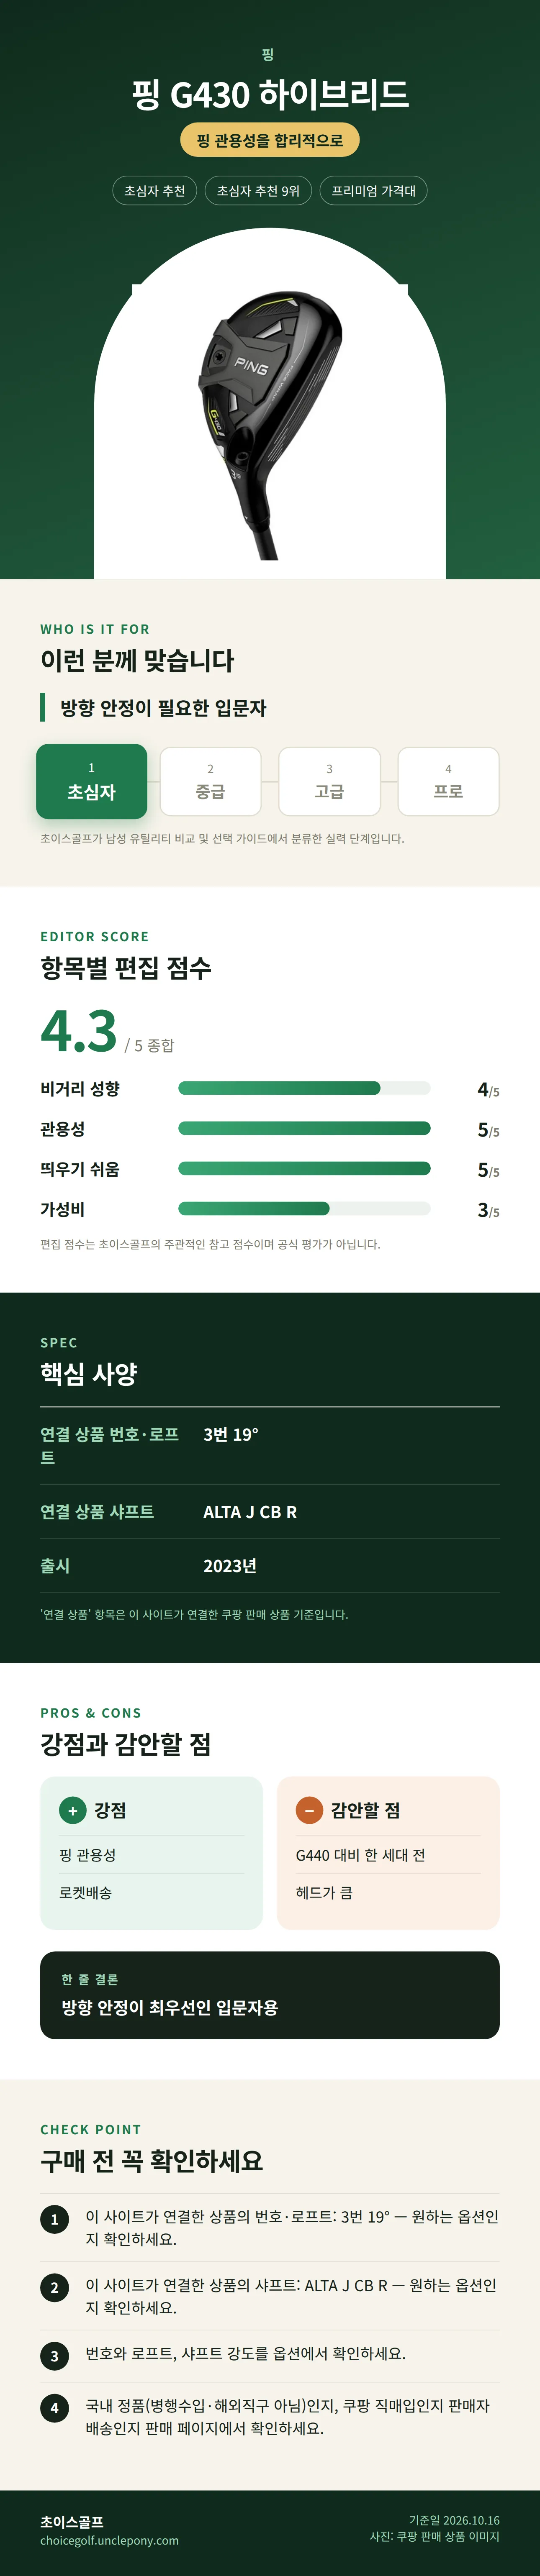 핑
핑 G430 하이브리드
핑 관용성을 합리적으로
초심자 추천
초심자 추천 9위
프리미엄 가격대
PING
G430
WHO IS IT FOR
이런 분께 맞습니다
방향 안정이 필요한 입문자
1
초심자
2
중급
3
고급
4
프로
초이스골프가 남성 유틸리티 비교 및 선택 가이드에서 분류한 실력 단계입니다.
EDITOR SCORE
항목별 편집 점수
4.3 / 5 종합
비거리 성향 4/5
관용성 5/5
띄우기 쉬움 5/5
가성비 3/5
편집 점수는 초이스골프의 주관적인 참고 점수이며 공식 평가가 아닙니다.
SPEC
핵심 사양
연결 상품 번호·로프
트
3번 19°
연결 상품 샤프트 ALTA J CB R
출시 2023년
'연결 상품' 항목은 이 사이트가 연결한 쿠팡 판매 상품 기준입니다.
PROS & CONS
강점과 감안할 점
+ 강점
핑 관용성
로켓배송
− 감안할 점
G440 대비 한 세대 전
헤드가 큼
한 줄 결론
방향 안정이 최우선인 입문자용
CHECK POINT
구매 전 꼭 확인하세요
1 이 사이트가 연결한 상품의 번호·로프트: 3번 19° — 원하는 옵션인
지 확인하세요.
2 이 사이트가 연결한 상품의 샤프트: ALTA J CB R — 원하는 옵션인
지 확인하세요.
3 번호와 로프트, 샤프트 강도를 옵션에서 확인하세요.
4 국내 정품(병행수입·해외직구 아님)인지, 쿠팡 직매입인지 판매자
배송인지 판매 페이지에서 확인하세요.
초이스골프
choicegolf.unclepony.com
기준일 2026.10.16
사진: 쿠팡 판매 상품 이미지